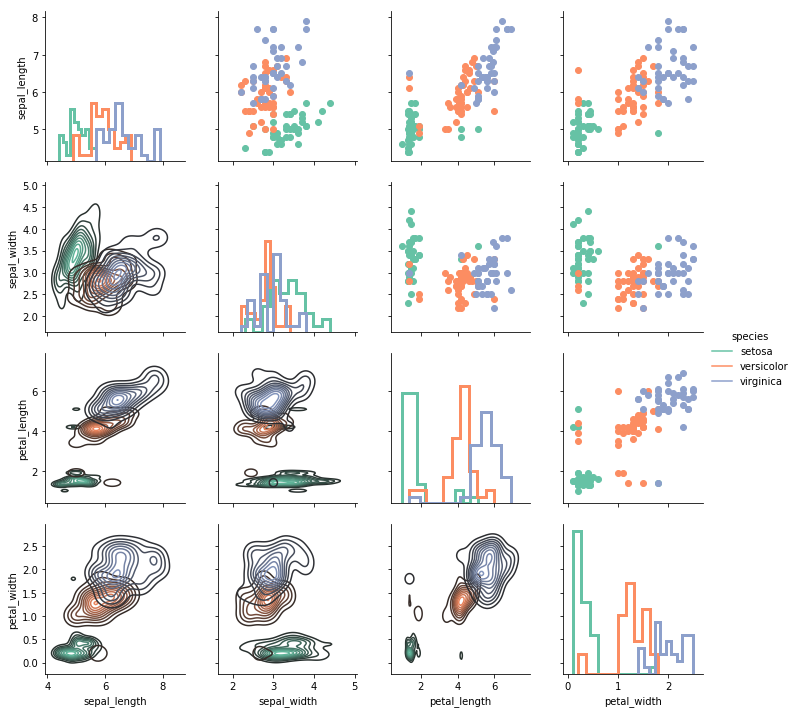 8
7
6
5
sepal_length
5.0
4.5
4.0
3.5
3.0
2.5
2.0
sepal_width
species
setosa
versicolor
virginica
6
4
2
petal_length
2.5
2.0
1.5
1.0
0.5
0.0
petal_width
4 6 8 2 3 4 5 2 4 6 0 1 2
sepal_length sepal_width petal_length petal_width